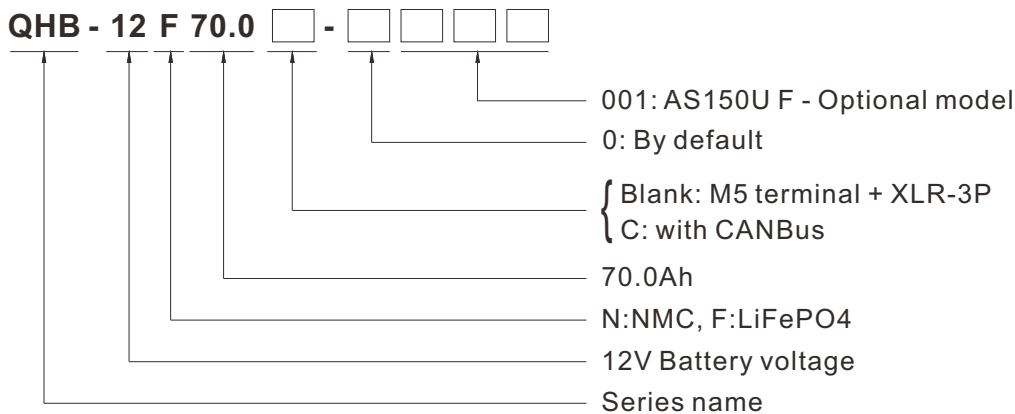 QHB - 12 F 70.0 -
001: AS150U F - Optional model
0: By default
Blank: M5 terminal + XLR-3P
C: with CANBus
70.0Ah
N:NMC, F:LiFePO4
12V Battery voltage
Series name